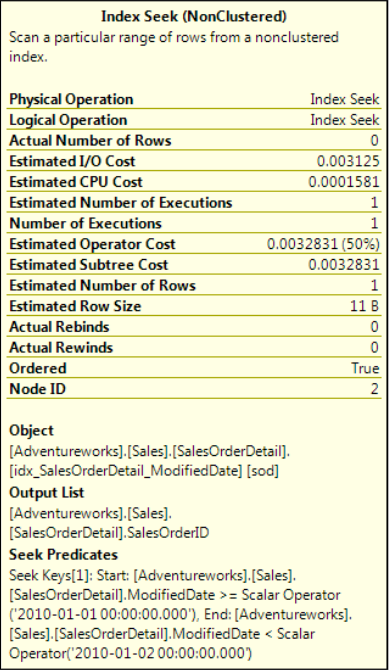 Index Seek (NonClustered)
Scan a particular range of rows from a nonclustered
index.
Physical Operation Index Seek
Logical Operation Index Seek
Actual Number of Rows 0
Estimated I/O Cost 0.003125
Estimated CPU Cost 0.0001581
Estimated Number of Executions 1
Number of Executions 1
Estimated Operator Cost 0.0032831 (50%)
Estimated Subtree Cost 0.0032831
Estimated Number of Rows 1
Estimated Row Size 11 B
Actual Rebinds 0
Actual Rewinds 0
Ordered True
Node ID 2
Object
[Adventureworks].[Sales].[SalesOrderDetail].
[idx_SalesOrderDetail_ModifiedDate] [sod]
Output List
[Adventureworks].[Sales].
[SalesOrderDetail].SalesOrderID
Seek Predicates
Seek Keys[1]: Start: [Adventureworks].[Sales].
[SalesOrderDetail].ModifiedDate >= Scalar Operator
('2010-01-01 00:00:00.000'), End: [Adventureworks].
[Sales].[SalesOrderDetail].ModifiedDate < Scalar
Operator('2010-01-02 00:00:00.000')